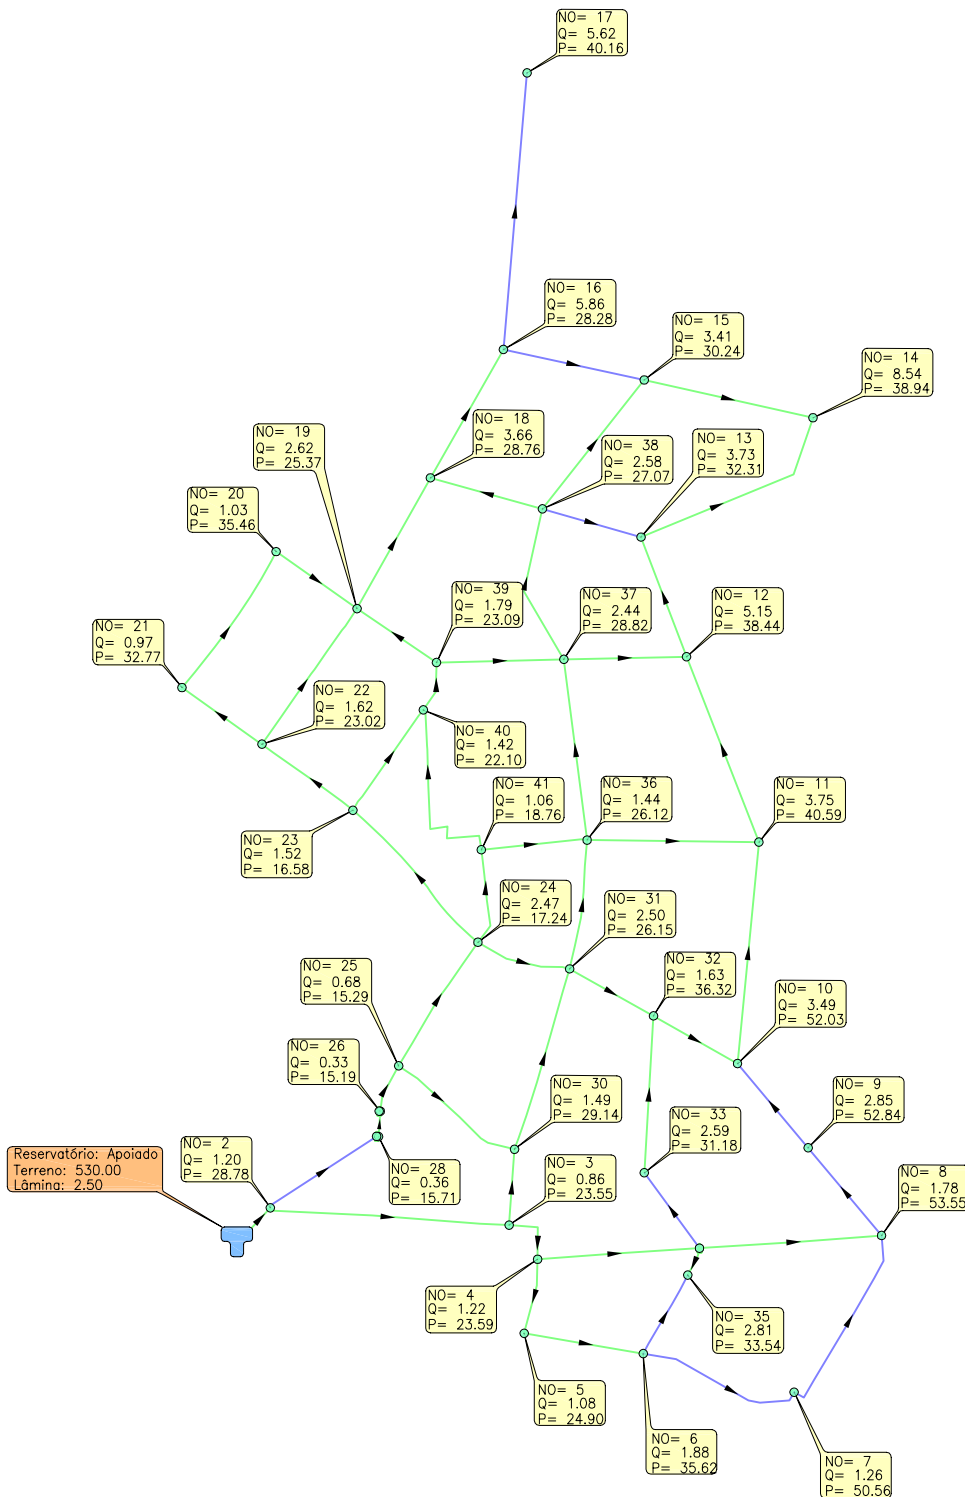 NO= 17
Q= 5.62
P= 40.16
NO= 16
Q= 5.86
P= 28.28
NO= 15
Q= 3.41
P= 30.24
NO= 14
Q= 8.54
P= 38.94
NO= 18
Q= 3.66
P= 28.76
NO= 19
Q= 2.62
P= 25.37
NO= 38
Q= 2.58
P= 27.07
NO= 13
Q= 3.73
P= 32.31
NO= 20
Q= 1.03
P= 35.46
NO= 39
Q= 1.79
P= 23.09
NO= 37
Q= 2.44
P= 28.82
NO= 12
Q= 5.15
P= 38.44
NO= 21
Q= 0.97
P= 32.77
NO= 22
Q= 1.62
P= 23.02
NO= 40
Q= 1.42
P= 22.10
NO= 41
Q= 1.06
P= 18.76
NO= 36
Q= 1.44
P= 26.12
NO= 11
Q= 3.75
P= 40.59
NO= 23
Q= 1.52
P= 16.58
NO= 24
Q= 2.47
P= 17.24
NO= 31
Q= 2.50
P= 26.15
NO= 32
Q= 1.63
P= 36.32
NO= 25
Q= 0.68
P= 15.29
NO= 10
Q= 3.49
P= 52.03
NO= 26
Q= 0.33
P= 15.19
NO= 30
Q= 1.49
P= 29.14
NO= 9
Q= 2.85
P= 52.84
NO= 33
Q= 2.59
P= 31.18
Reservatório: Apoiado
Terreno: 530.00
Lâmina: 2.50
NO= 2
Q= 1.20
P= 28.78
NO= 28
Q= 0.36
P= 15.71
NO= 3
Q= 0.86
P= 23.55
NO= 8
Q= 1.78
P= 53.55
NO= 4
Q= 1.22
P= 23.59
NO= 35
Q= 2.81
P= 33.54
NO= 5
Q= 1.08
P= 24.90
NO= 6
Q= 1.88
P= 35.62
NO= 7
Q= 1.26
P= 50.56